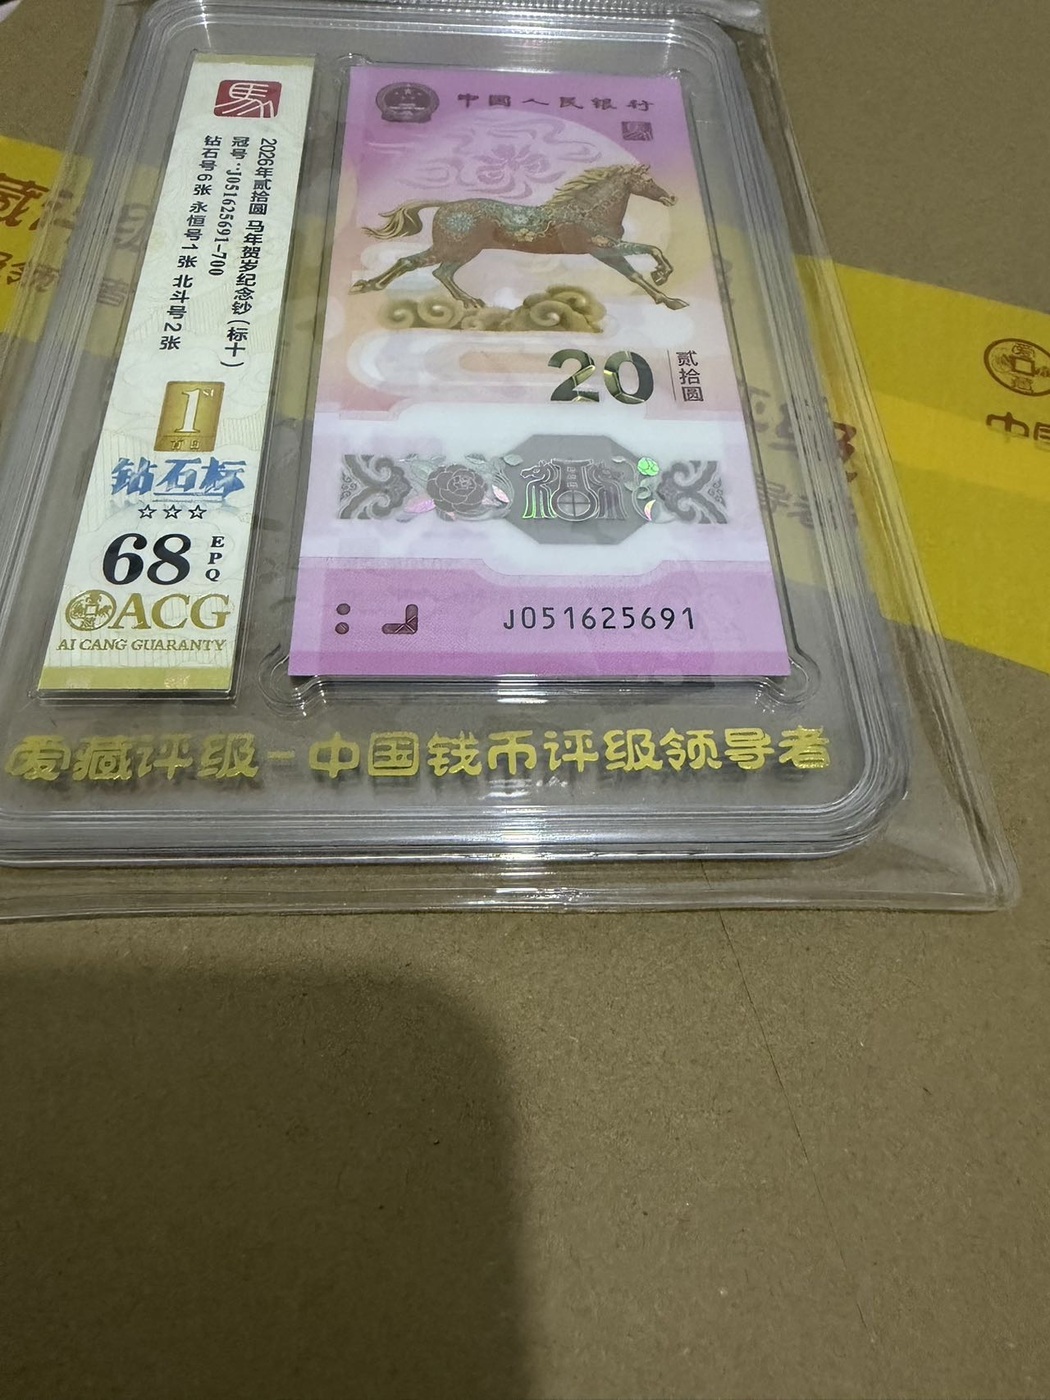 馬
2026年贰拾圆 马年贺岁纪念钞(标十)
冠号·J051625691-700
钻石号6张 永恒号1张 北斗号2张
1
钻石标
☆☆☆
68 EPQ
ACG
AI CANG GUARANTY
中国人民银行
馬
20 贰拾圆
J051625691
爱藏评级-中国钱币评级领导者